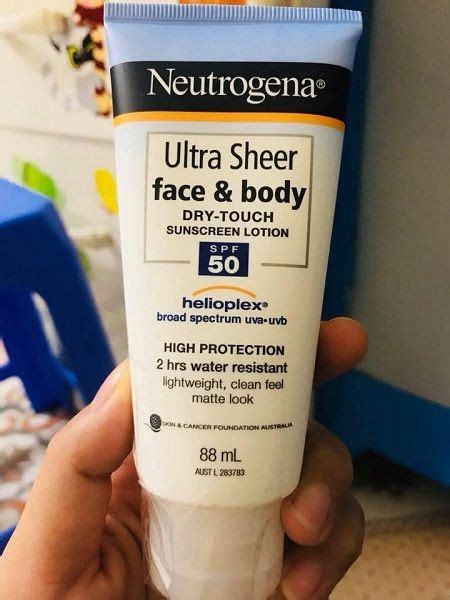 Neutrogena®
Ultra Sheer
face & body
DRY-TOUCH
SUNSCREEN LOTION
SPF
50
helioplex®
broad spectrum uva•uvb
HIGH PROTECTION
2 hrs water resistant
lightweight, clean feel
matte look
SKIN & CANCER FOUNDATION AUSTRALIA
88 mL
AUST L 283783